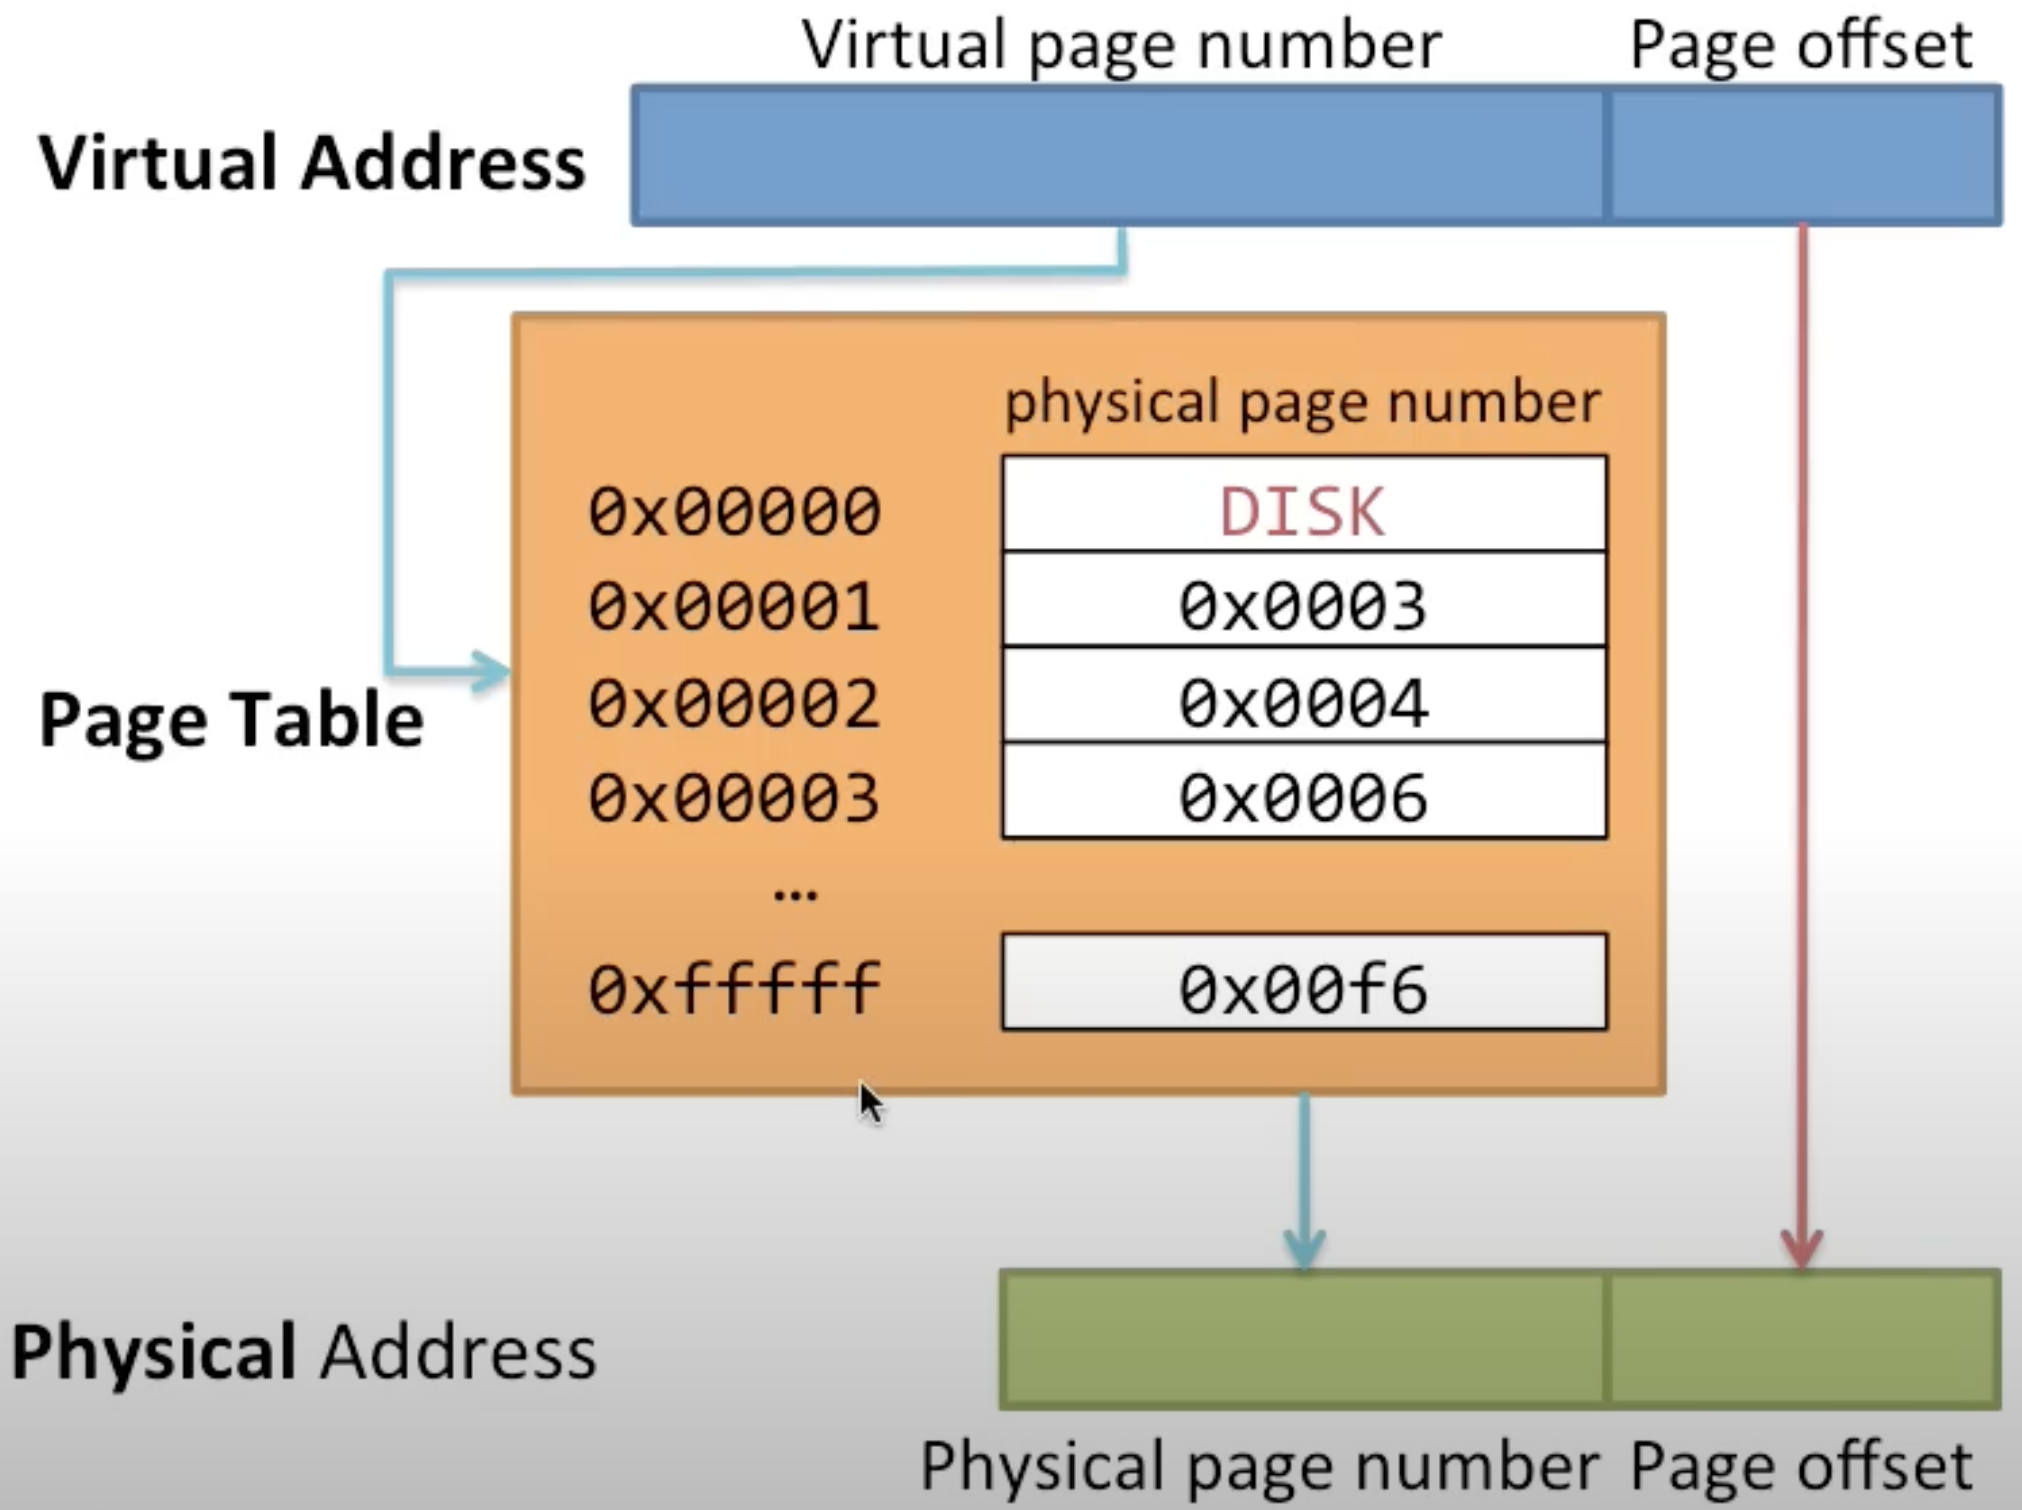 Virtual page number Page offset
Virtual Address
physical page number
0x00000 DISK
0x00001 0x0003
0x00002 0x0004
Page Table
0x00003 0x0006
...
0xfffff 0x00f6
Physical Address
Physical page number Page offset